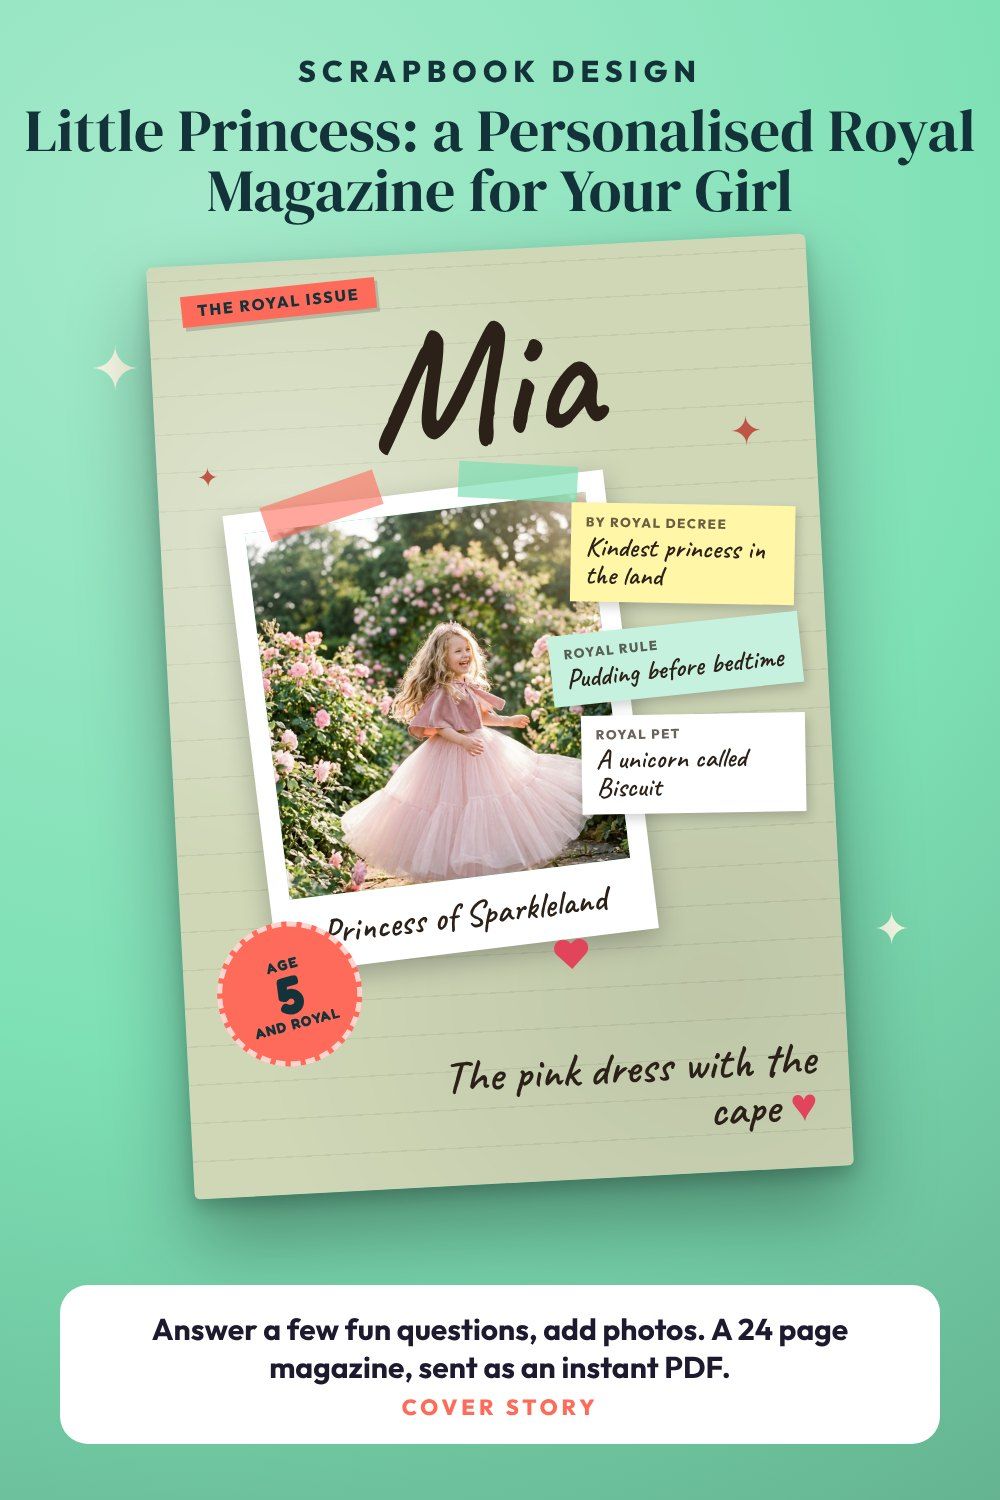 SCRAPBOOK DESIGN
Little Princess: a Personalised Royal
Magazine for Your Girl
THE ROYAL ISSUE
Mia
BY ROYAL DECREE
Kindest princess in
the land
ROYAL RULE
Pudding before bedtime
ROYAL PET
A unicorn called
Biscuit
Princess of Sparkleland
AGE
5
AND ROYAL
The pink dress with the
cape ♥
Answer a few fun questions, add photos. A 24 page
magazine, sent as an instant PDF.
COVER STORY